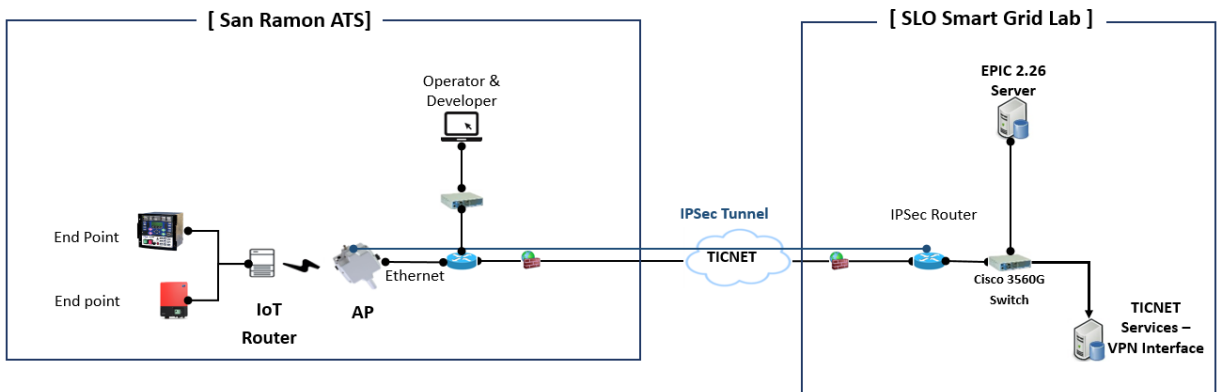 [ San Ramon ATS]
[ SLO Smart Grid Lab ]
Operator &
Developer
EPIC 2.26
Server
End Point
End point
IoT
Router
AP
Ethernet
IPSec Tunnel
TICNET
IPSec Router
Cisco 3560G
Switch
TICNET
Services –
VPN Interface